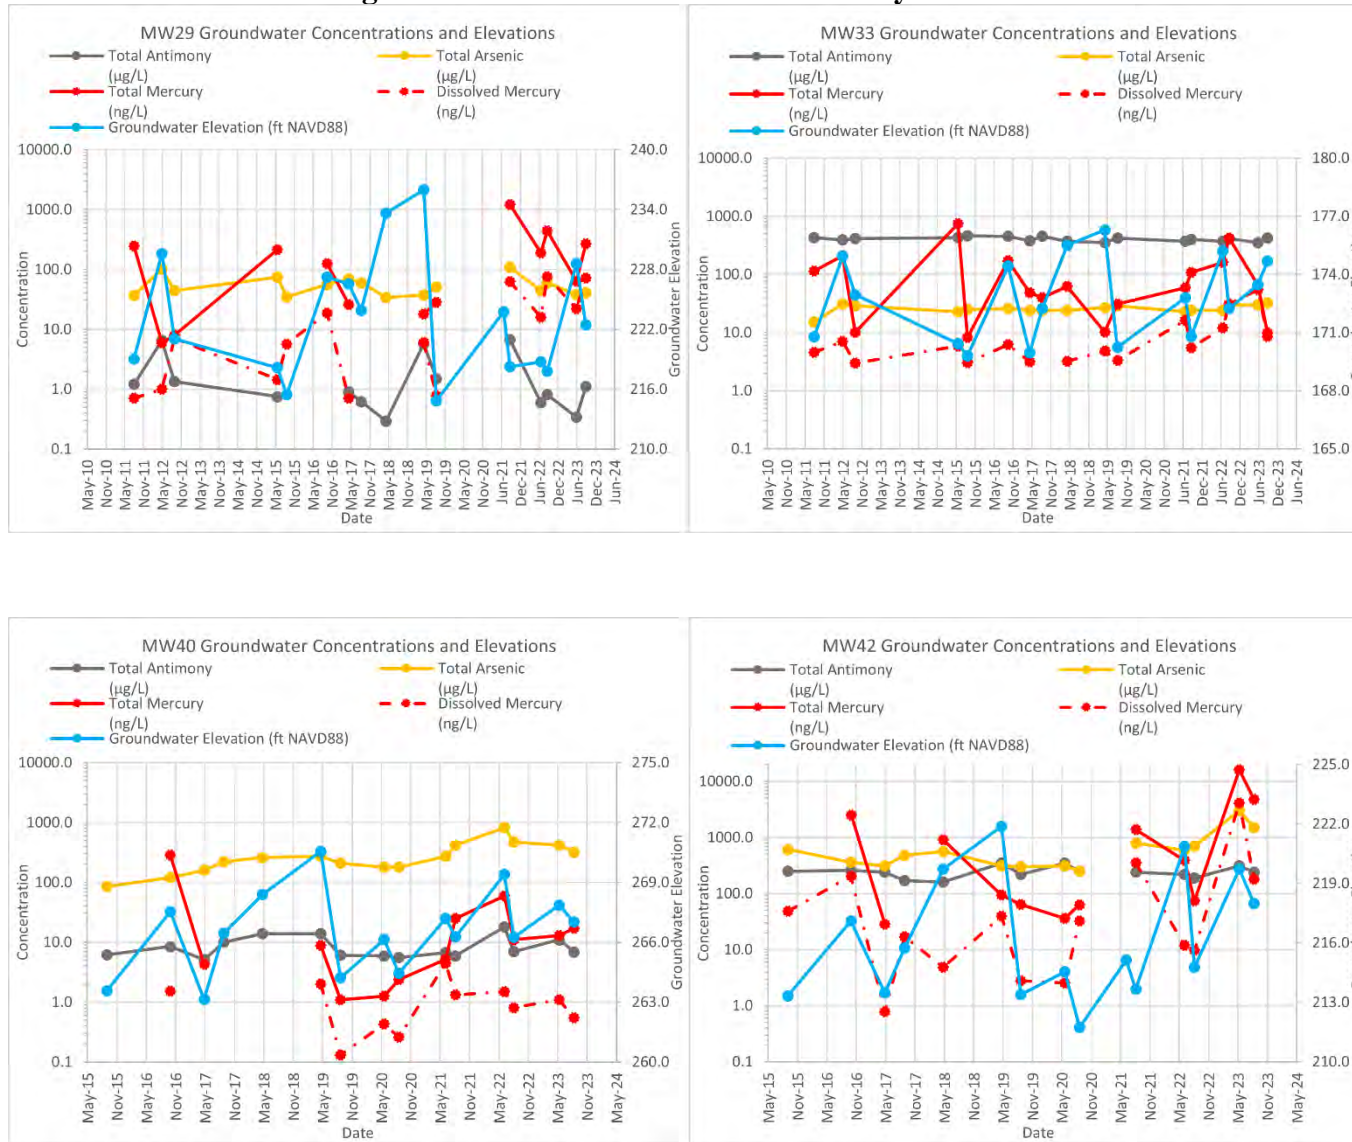 MW29 Groundwater Concentrations and Elevations
Total Antimony (µg/L)
Total Arsenic (µg/L)
Total Mercury (ng/L)
Dissolved Mercury (ng/L)
Groundwater Elevation (ft NAVD88)
10000.0
1000.0
100.0
10.0
1.0
0.1
Concentration
240.0
234.0
228.0
222.0
216.0
210.0
Groundwater Elevation
May-10
Nov-10
May-11
Nov-11
May-12
Nov-12
May-13
Nov-13
May-14
Nov-14
May-15
Nov-15
May-16
Nov-16
May-17
Nov-17
May-18
Nov-18
May-19
Nov-19
May-20
Nov-20
Jun-21
Dec-21
Jun-22
Dec-22
Jun-23
Dec-23
Jun-24
Date
MW33 Groundwater Concentrations and Elevations
Total Antimony (µg/L)
Total Arsenic (µg/L)
Total Mercury (ng/L)
Dissolved Mercury (ng/L)
Groundwater Elevation (ft NAVD88)
10000.0
1000.0
100.0
10.0
1.0
0.1
Concentration
180.0
177.0
174.0
171.0
168.0
165.0
May-10
Nov-10
May-11
Nov-11
May-12
Nov-12
May-13
Nov-13
May-14
Nov-14
May-15
Nov-15
May-16
Nov-16
May-17
Nov-17
May-18
Nov-18
May-19
Nov-19
May-20
Nov-20
Jun-21
Dec-21
Jun-22
Dec-22
Jun-23
Dec-23
Jun-24
Date
MW40 Groundwater Concentrations and Elevations
Total Antimony (µg/L)
Total Arsenic (µg/L)
Total Mercury (ng/L)
Dissolved Mercury (ng/L)
Groundwater Elevation (ft NAVD88)
10000.0
1000.0
100.0
10.0
1.0
0.1
Concentration
275.0
272.0
269.0
266.0
263.0
260.0
Groundwater Elevation
May-15
Nov-15
May-16
Nov-16
May-17
Nov-17
May-18
Nov-18
May-19
Nov-19
May-20
Nov-20
May-21
Nov-21
May-22
Nov-22
May-23
Nov-23
May-24
Date
MW42 Groundwater Concentrations and Elevations
Total Antimony (µg/L)
Total Arsenic (µg/L)
Total Mercury (ng/L)
Dissolved Mercury (ng/L)
Groundwater Elevation (ft NAVD88)
10000.0
1000.0
100.0
10.0
1.0
0.1
Concentration
225.0
222.0
219.0
216.0
213.0
210.0
May-15
Nov-15
May-16
Nov-16
May-17
Nov-17
May-18
Nov-18
May-19
Nov-19
May-20
Nov-20
May-21
Nov-21
May-22
Nov-22
May-23
Nov-23
May-24
Date